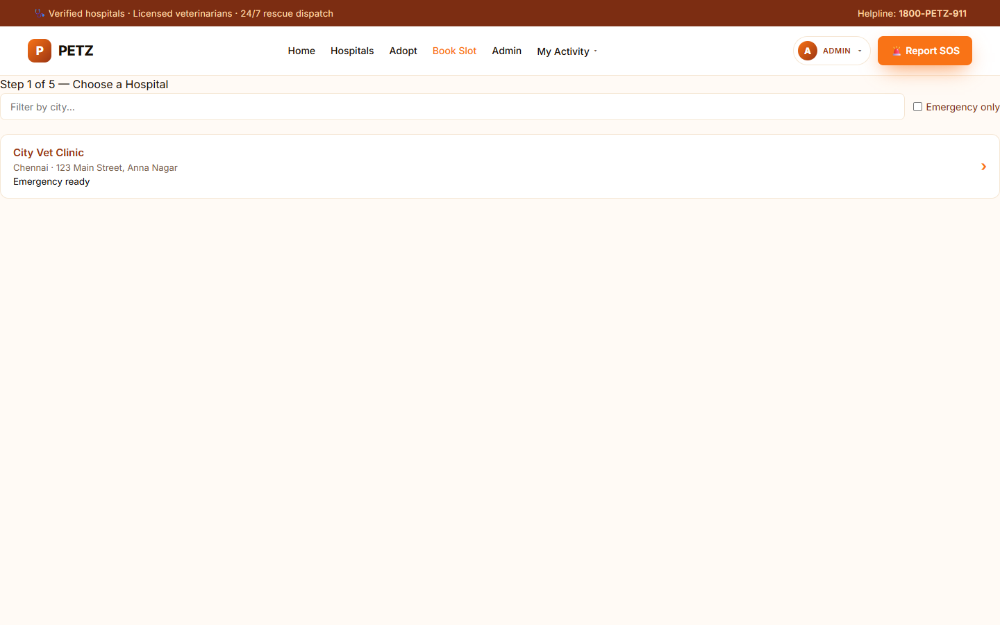 Verified hospitals · Licensed veterinarians · 24/7 rescue dispatch
Helpline: 1800-PETZ-911
P PETZ
Home Hospitals Adopt Book Slot Admin My Activity
A ADMIN
Report SOS
Step 1 of 5 — Choose a Hospital
Filter by city...
Emergency only
City Vet Clinic
Chennai · 123 Main Street, Anna Nagar
Emergency ready